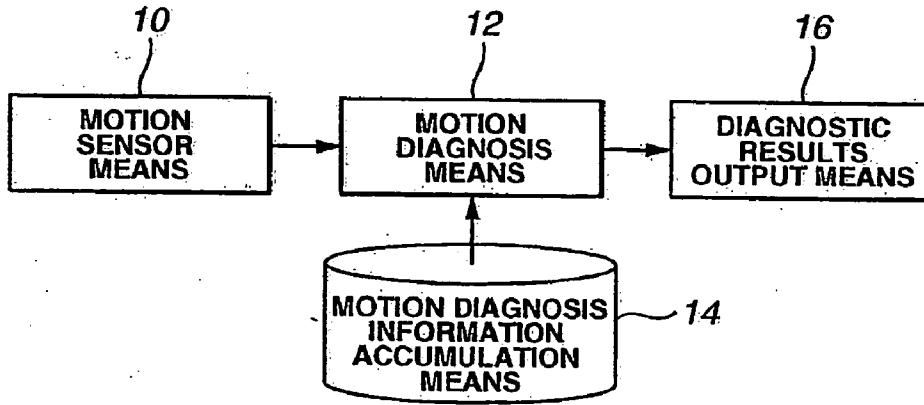 10
12
16
MOTION
SENSOR
MEANS
MOTION
DIAGNOSIS
MEANS
DIAGNOSTIC
RESULTS
OUTPUT MEANS
MOTION DIAGNOSIS
INFORMATION
ACCUMULATION
MEANS
14